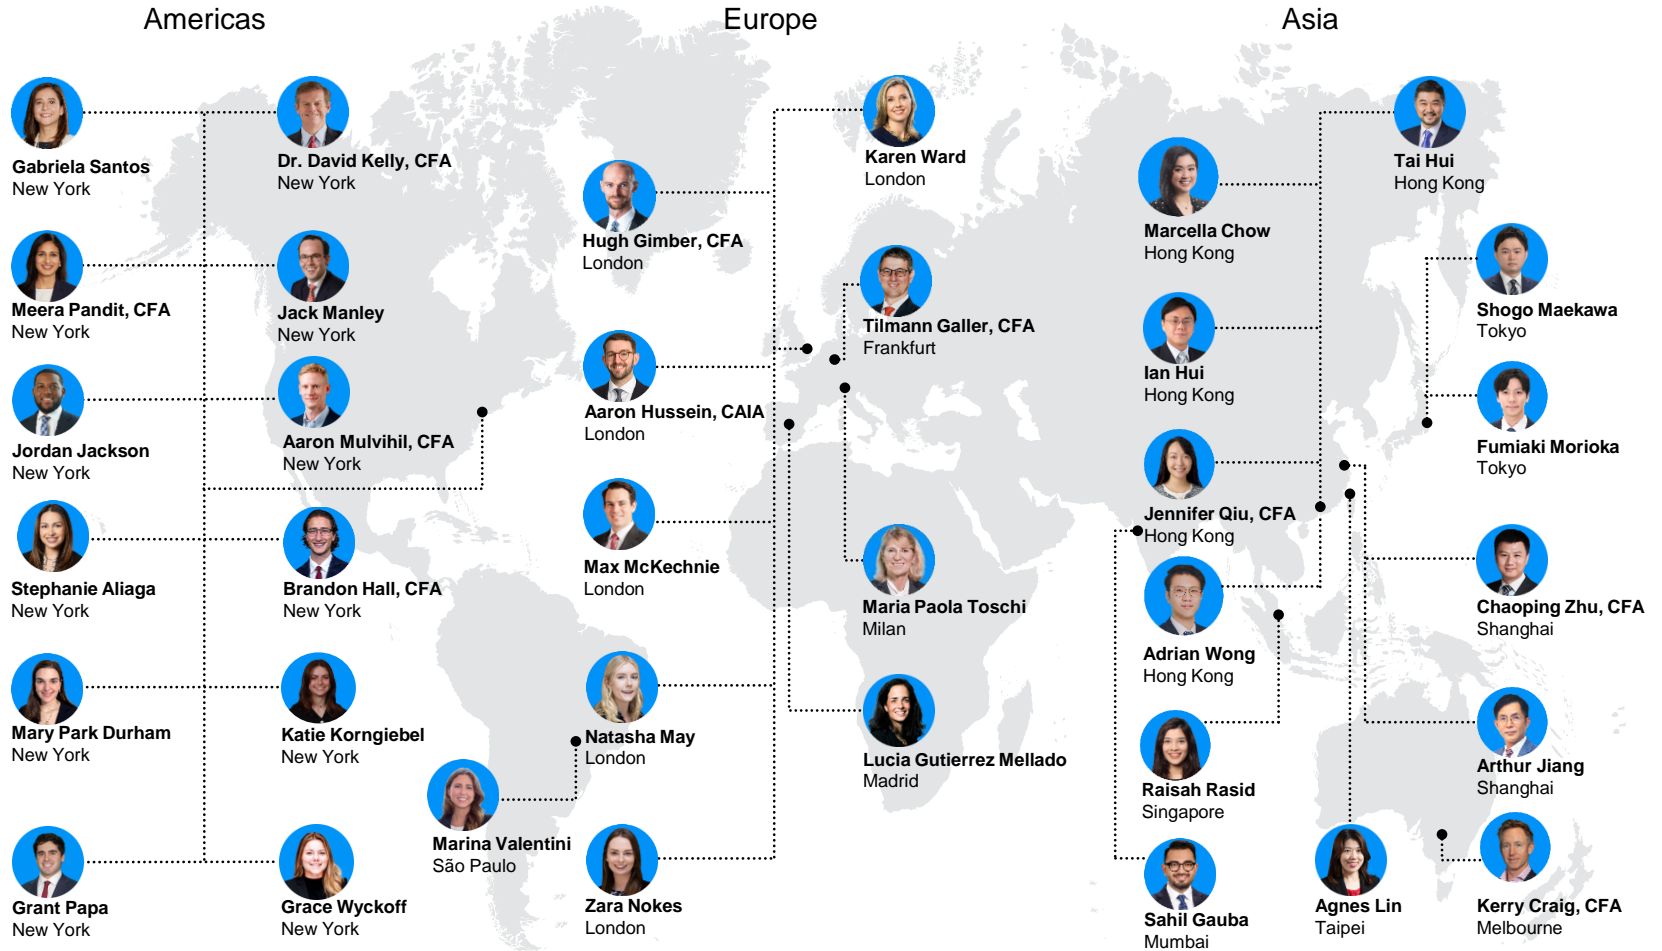 Americas
Europe
Asia
Gabriela Santos
New York
Dr. David Kelly, CFA
New York
Meera Pandit, CFA
New York
Jack Manley
New York
Jordan Jackson
New York
Aaron Mulvihil, CFA
New York
Stephanie Aliaga
New York
Brandon Hall, CFA
New York
Mary Park Durham
New York
Katie Korngiebel
New York
Grant Papa
New York
Grace Wyckoff
New York
Marina Valentini
São Paulo
Karen Ward
London
Hugh Gimber, CFA
London
Tilmann Galler, CFA
Frankfurt
Aaron Hussein, CAIA
London
Max McKechnie
London
Maria Paola Toschi
Milan
Natasha May
London
Lucia Gutierrez Mellado
Madrid
Zara Nokes
London
Tai Hui
Hong Kong
Marcella Chow
Hong Kong
Shogo Maekawa
Tokyo
Ian Hui
Hong Kong
Fumiaki Morioka
Tokyo
Jennifer Qiu, CFA
Hong Kong
Chaoping Zhu, CFA
Shanghai
Adrian Wong
Hong Kong
Raisah Rasid
Singapore
Arthur Jiang
Shanghai
Sahil Gauba
Mumbai
Agnes Lin
Taipei
Kerry Craig, CFA
Melbourne